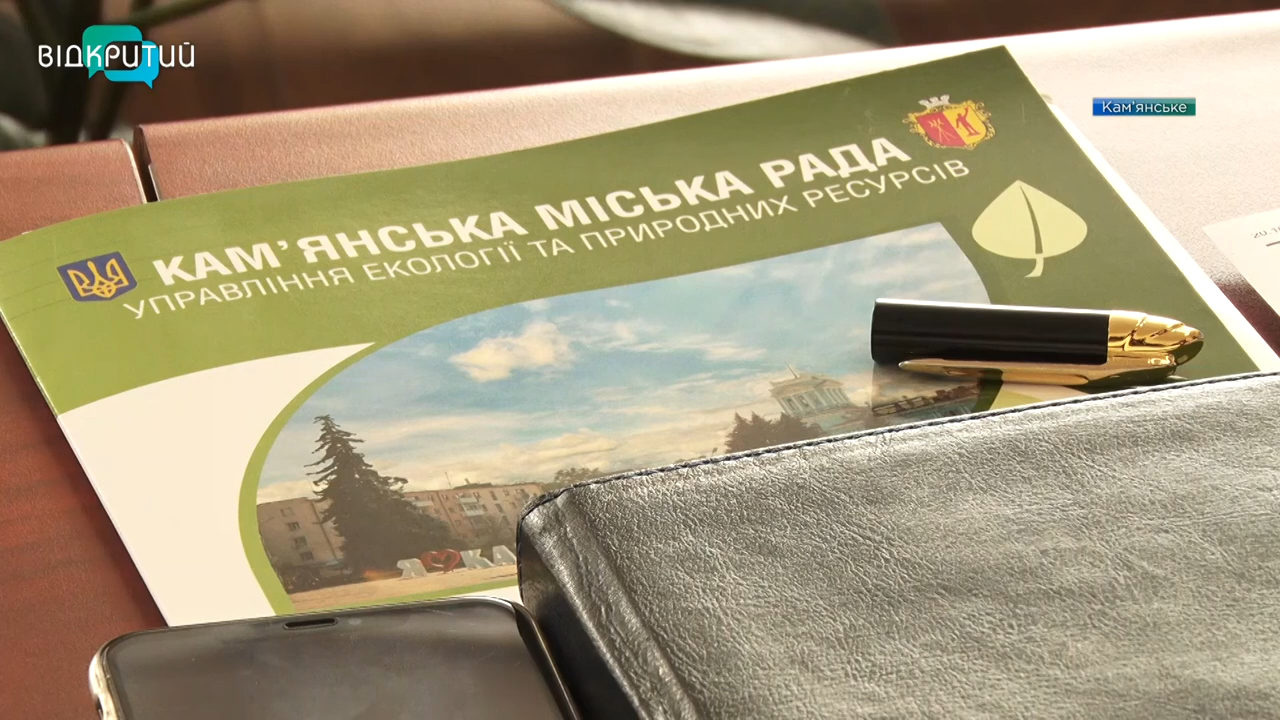 ВІДКРИТИЙ
Кам'янське
КАМ'ЯНСЬКА МІСЬКА РАДА
УПРАВЛІННЯ ЕКОЛОГІЇ ТА ПРИРОДНИХ РЕСУРСІВ